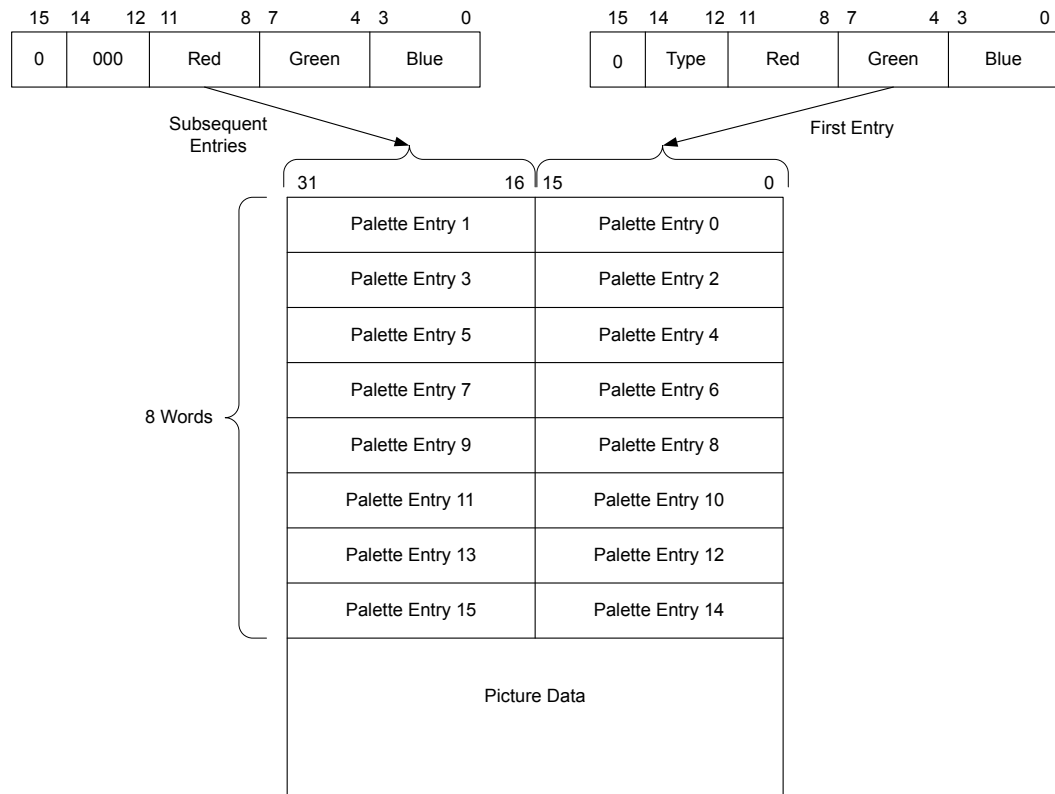 15 14 12 11 8 7 4 3 0
0 000 Red Green Blue
15 14 12 11 8 7 4 3 0
0 Type Red Green Blue
Subsequent
Entries
First Entry
31 16 15 0
Palette Entry 1 Palette Entry 0
Palette Entry 3 Palette Entry 2
Palette Entry 5 Palette Entry 4
Palette Entry 7 Palette Entry 6
8 Words
Palette Entry 9 Palette Entry 8
Palette Entry 11 Palette Entry 10
Palette Entry 13 Palette Entry 12
Palette Entry 15 Palette Entry 14
Picture Data